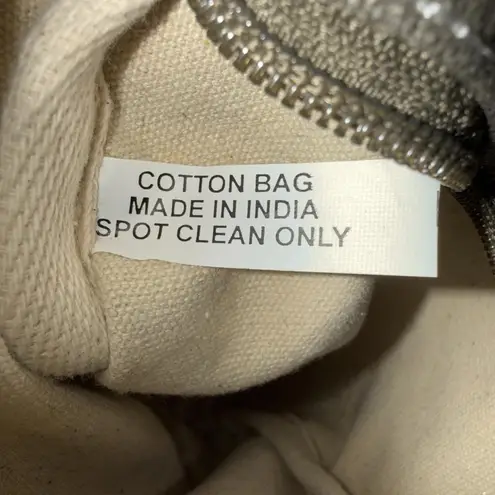 COTTON BAG
MADE IN INDIA
SPOT CLEAN ONLY